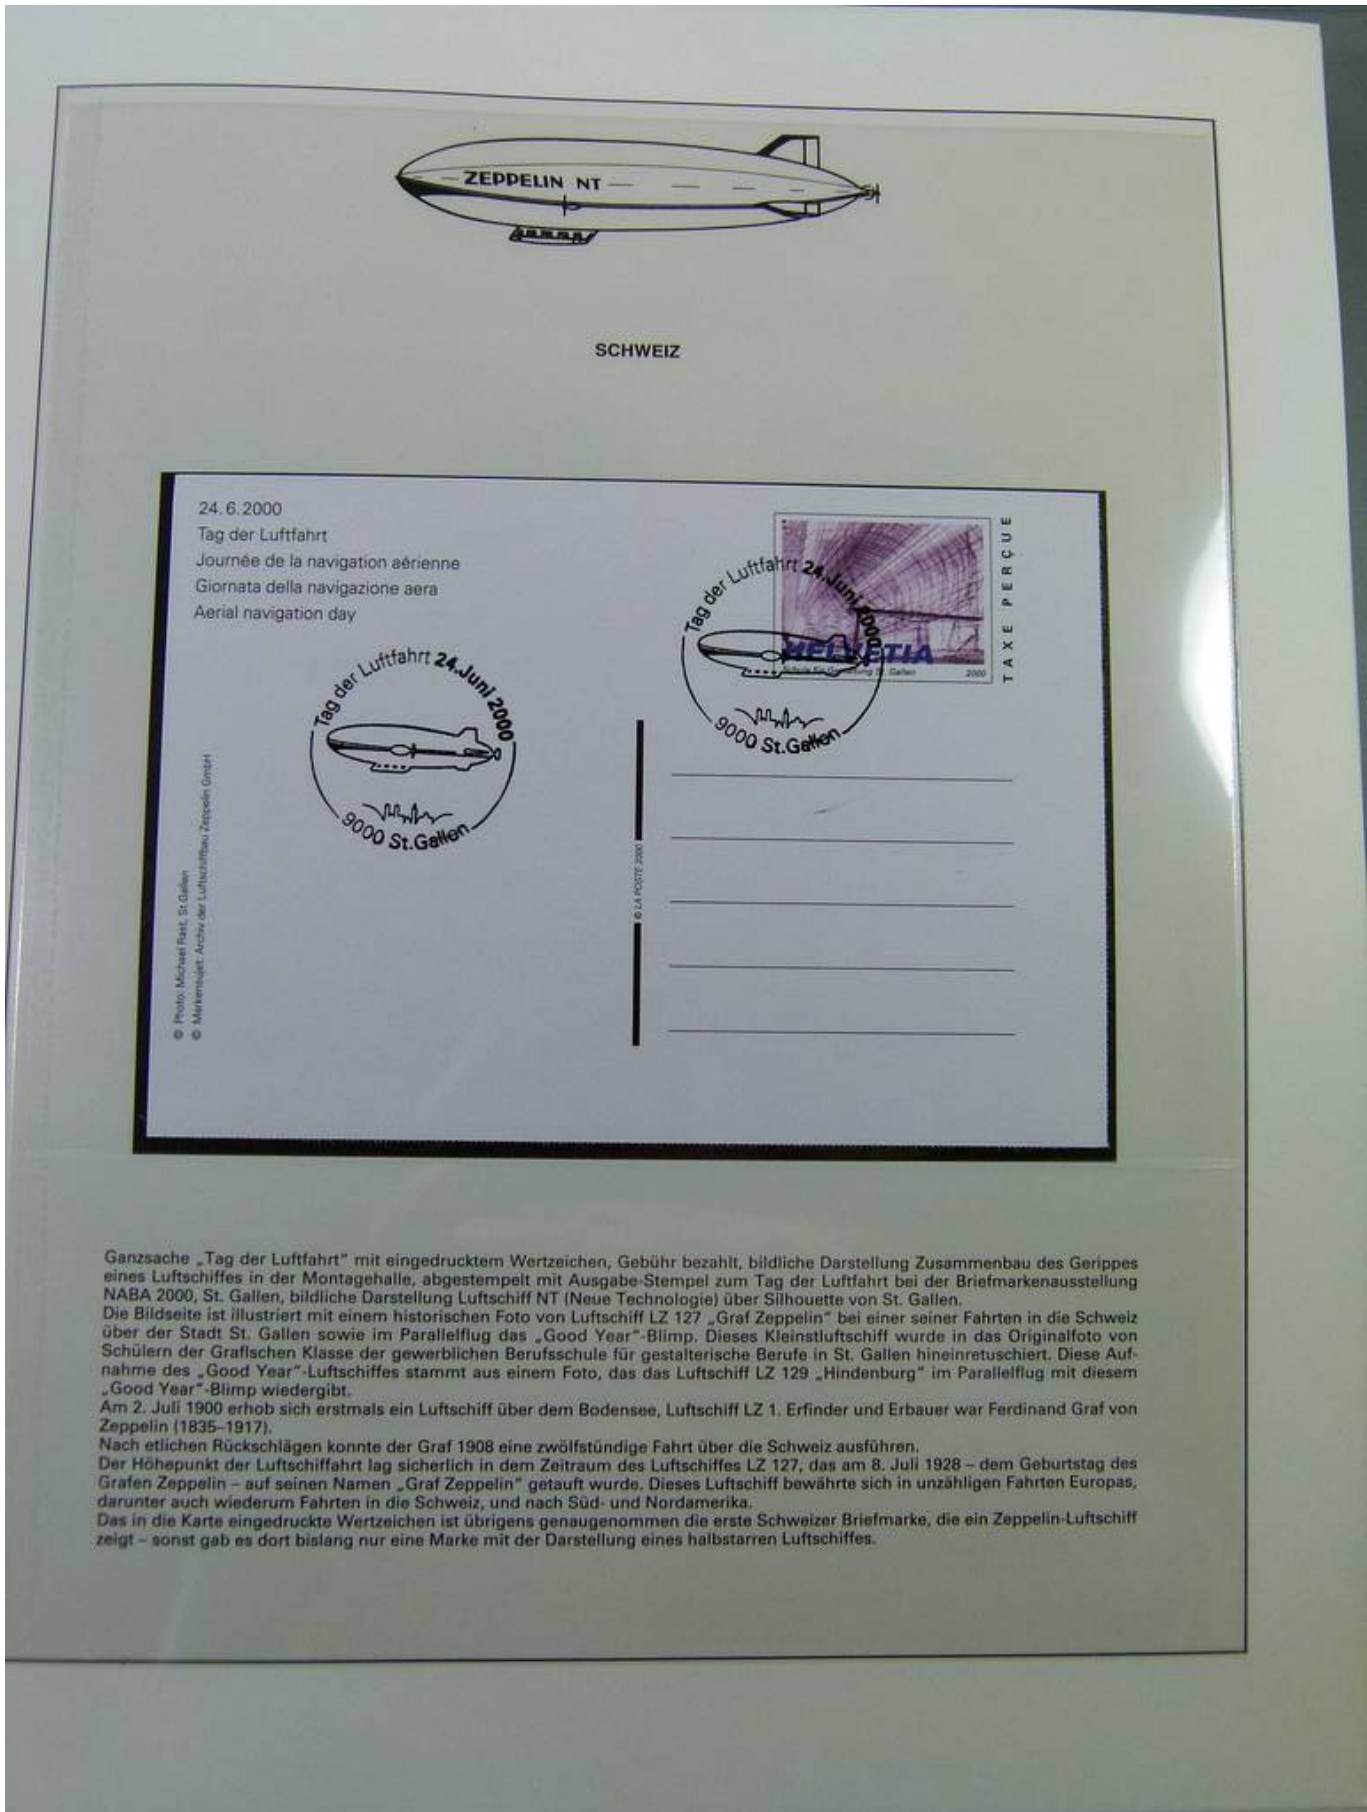 ZEPPELIN NT
SCHWEIZ
24.6.2000
Tag der Luftfahrt
Journée de la navigation aérienne
Giornata della navigazione aera
Aerial navigation day
Tag der Luftfahrt 24.Juni 2000
9000 St.Gallen
© Photo: Michael Rast, St.Gallen
© Markensujet: Archiv der Luftschiffbau Zeppelin GmbH
© LA POSTE 2000
HELVETIA
Schule für Gestaltung St. Gallen
2000
TAXE PERÇUE
Tag der Luftfahrt 24.Juni 2000
9000 St.Gallen
Ganzsache „Tag der Luftfahrt“ mit eingedrucktem Wertzeichen, Gebühr bezahlt, bildliche Darstellung Zusammenbau des Gerippes
eines Luftschiffes in der Montagehalle, abgestempelt mit Ausgabe-Stempel zum Tag der Luftfahrt bei der Briefmarkenausstellung
NABA 2000, St. Gallen, bildliche Darstellung Luftschiff NT (Neue Technologie) über Silhouette von St. Gallen.
Die Bildseite ist illustriert mit einem historischen Foto von Luftschiff LZ 127 „Graf Zeppelin“ bei einer seiner Fahrten in die Schweiz
über der Stadt St. Gallen sowie im Parallelflug das „Good Year“-Blimp. Dieses Kleinstluftschiff wurde in das Originalfoto von
Schülern der Grafischen Klasse der gewerblichen Berufsschule für gestalterische Berufe in St. Gallen hineinretuschiert. Diese Auf-
nahme des „Good Year“-Luftschiffes stammt aus einem Foto, das das Luftschiff LZ 129 „Hindenburg“ im Parallelflug mit diesem
„Good Year“-Blimp wiedergibt.
Am 2. Juli 1900 erhob sich erstmals ein Luftschiff über dem Bodensee, Luftschiff LZ 1. Erfinder und Erbauer war Ferdinand Graf von
Zeppelin (1835–1917).
Nach etlichen Rückschlägen konnte der Graf 1908 eine zwölfstündige Fahrt über die Schweiz ausführen.
Der Höhepunkt der Luftschiffahrt lag sicherlich in dem Zeitraum des Luftschiffes LZ 127, das am 8. Juli 1928 – dem Geburtstag des
Grafen Zeppelin – auf seinen Namen „Graf Zeppelin“ getauft wurde. Dieses Luftschiff bewährte sich in unzähligen Fahrten Europas,
darunter auch wiederum Fahrten in die Schweiz, und nach Süd- und Nordamerika.
Das in die Karte eingedruckte Wertzeichen ist übrigens genaugenommen die erste Schweizer Briefmarke, die ein Zeppelin-Luftschiff
zeigt – sonst gab es dort bislang nur eine Marke mit der Darstellung eines halbstarren Luftschiffes.